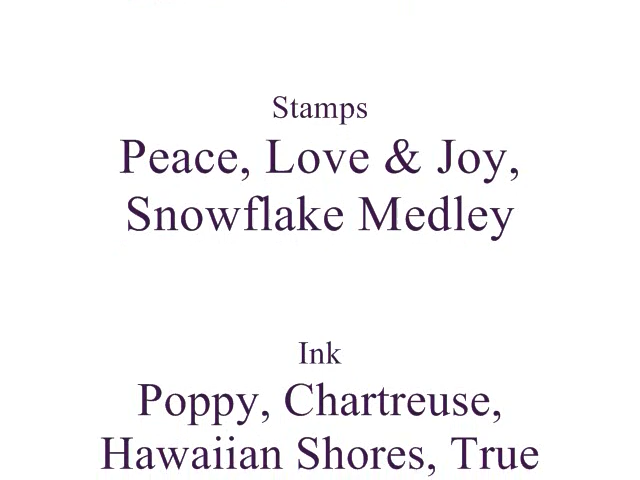 Stamps
Peace, Love & Joy,
Snowflake Medley
Ink
Poppy, Chartreuse,
Hawaiian Shores, True